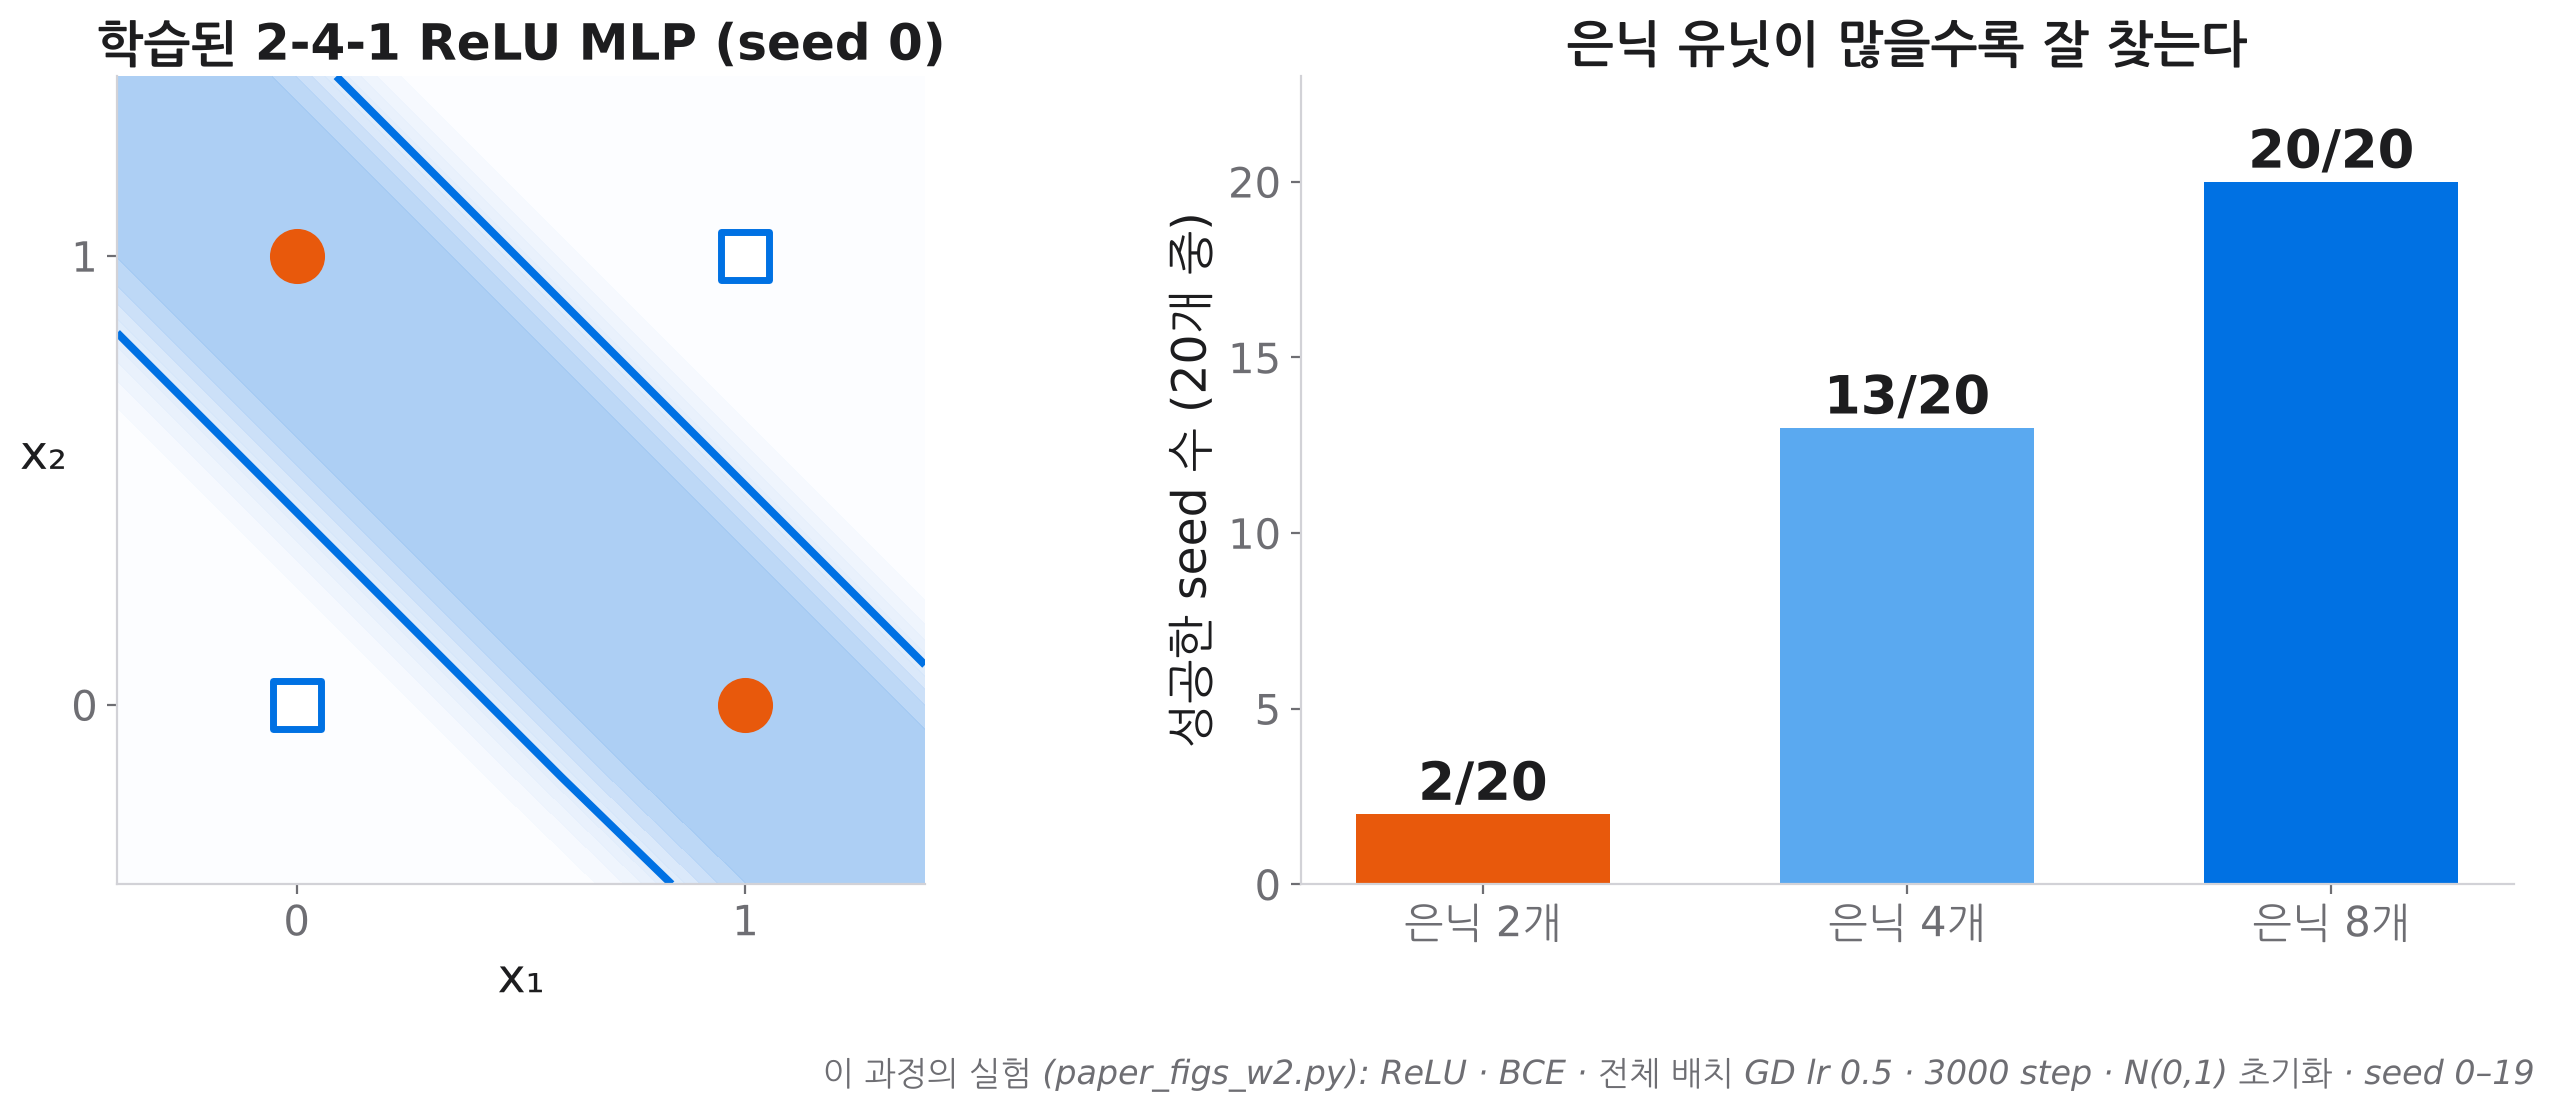 학습된 2-4-1 ReLU MLP (seed 0)
1
0
x₂
0
1
x₁
은닉 유닛이 많을수록 잘 찾는다
성공한 seed 수 (20개 중)
20
15
10
5
0
2/20
13/20
20/20
은닉 2개
은닉 4개
은닉 8개
이 과정의 실험 (paper_figs_w2.py): ReLU · BCE · 전체 배치 GD lr 0.5 · 3000 step · N(0,1) 초기화 · seed 0–19